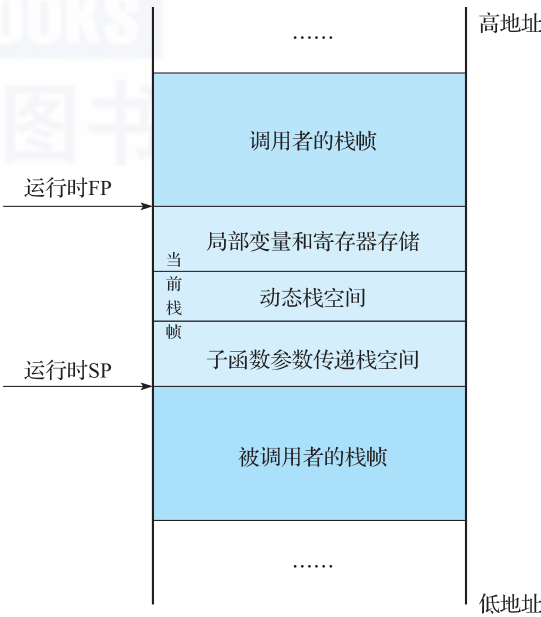 OOKS
图书
……
高地址
调用者的栈帧
运行时FP
局部变量和寄存器存储
当前栈帧
动态栈空间
子函数参数传递栈空间
运行时SP
被调用者的栈帧
……
低地址